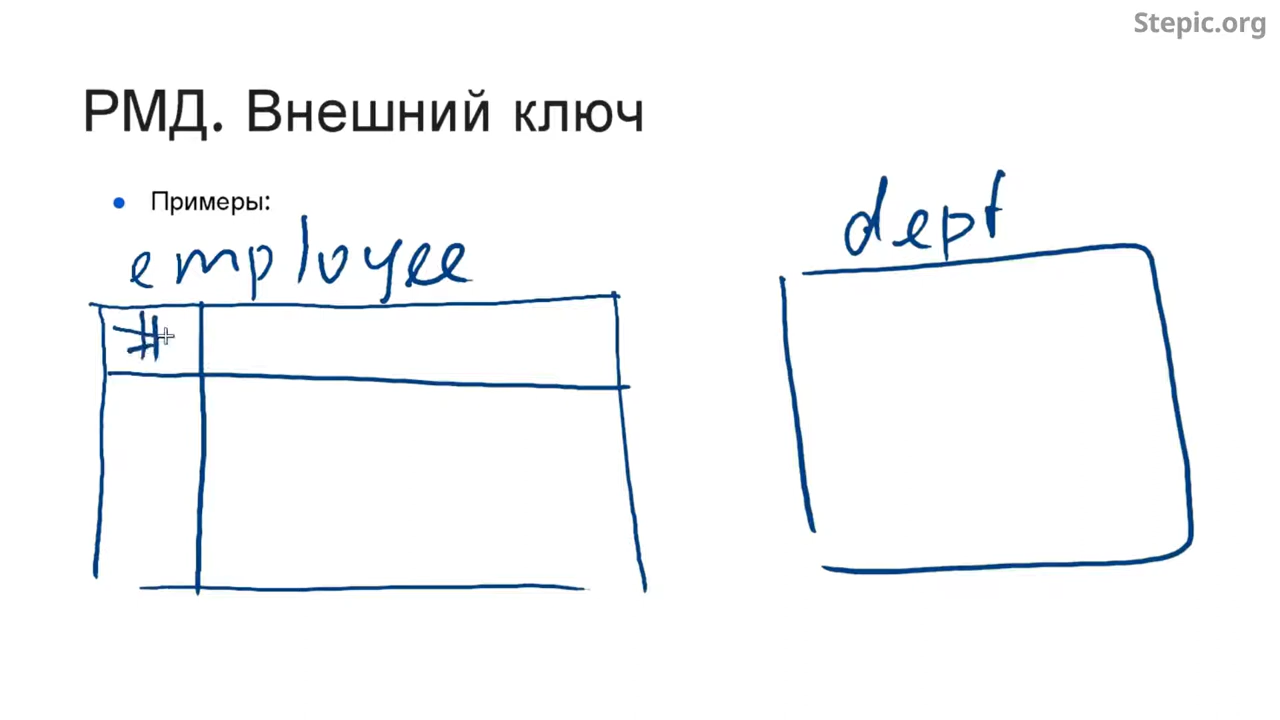 Stepic.org
РМД. Внешний ключ
Примеры:
employee
dept
#